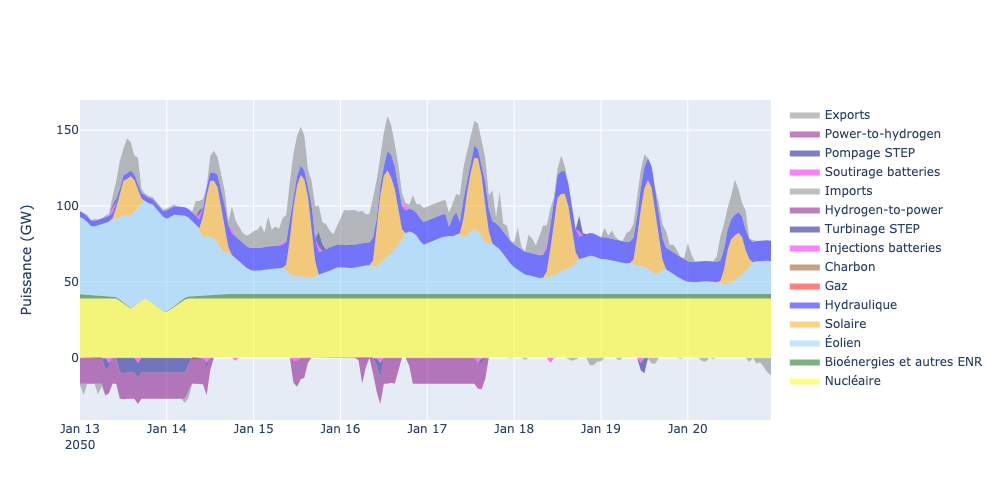 Puissance (GW)
150
100
50
0
Jan 13
2050
Jan 14
Jan 15
Jan 16
Jan 17
Jan 18
Jan 19
Jan 20
Exports
Power-to-hydrogen
Pompage STEP
Soutirage batteries
Imports
Hydrogen-to-power
Turbinage STEP
Injections batteries
Charbon
Gaz
Hydraulique
Solaire
Éolien
Bioénergies et autres ENR
Nucléaire